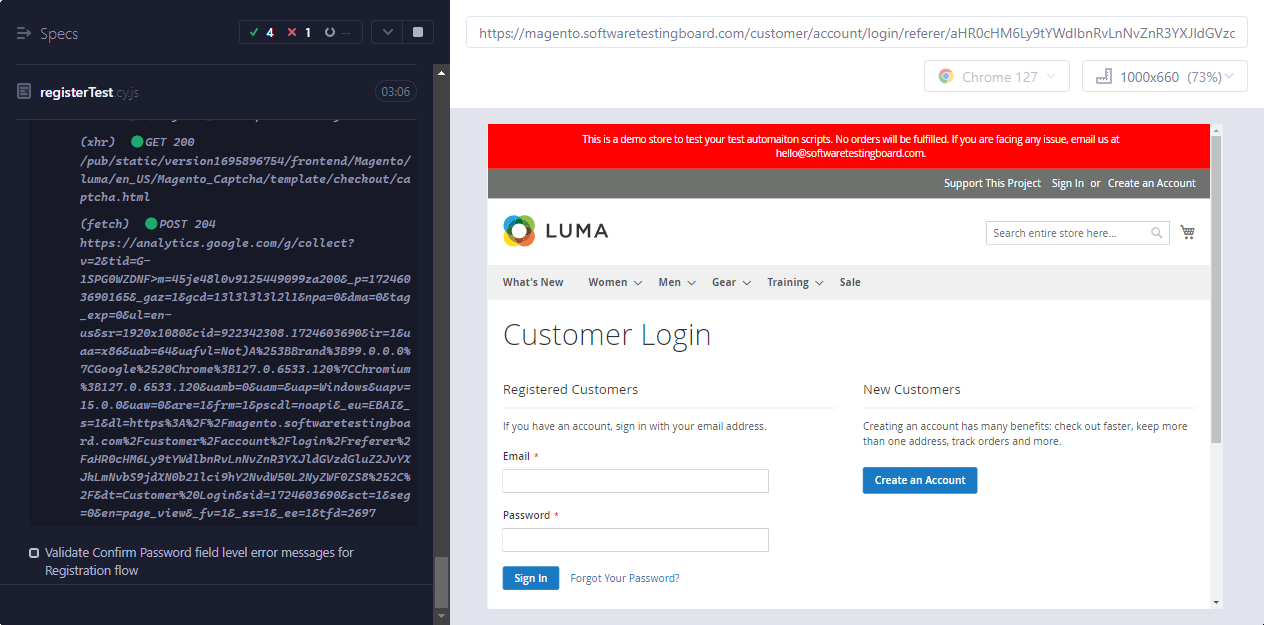 Specs
4
1
--
registerTest.cy.js
03:06
(xhr) GET 200
/pub/static/version1695896754/frontend/Magento/
luma/en_US/Magento_Captcha/template/checkout/ca
ptcha.html
(fetch) POST 204
https://analytics.google.com/g/collect?
v=2&tid=G-
1SPG0WZDNF>m=45je48l0v9125449099za200&_p=172460
3690165&_gaz=1&gcd=13l3l3l3l2l1&npa=0&dma=0&tag
_exp=0&ul=en-
us&sr=1920x1080&cid=922342308.1724603690&ir=1&u
aa=x86&uab=64&uafvl=Not)A%253BBrand%3B99.0.0.0%
7CGoogle%2520Chrome%3B127.0.6533.120%7CChromium
%3B127.0.6533.120&uamb=0&uam=&uap=Windows&uapv=
15.0.0&uaw=0&are=1&frm=1&pscdl=noapi&_eu=EBAI&_
s=1&dl=https%3A%2F%2Fmagento.softwaretestingboa
rd.com%2Fcustomer%2Faccount%2Flogin%2Freferer%2
FaHR0cHM6Ly9tYWdlbnRvLnNvZnR3YXJldGVzdGluZ2JvYX
JkLmNvbS9jdXN0b21lci9hY2NvdW50L2NyZWF0ZS8%252C%
2F&dt=Customer%20Login&sid=1724603690&sct=1&seg
=0&en=page_view&_fv=1&_ss=1&_ee=1&tfd=2697
Validate Confirm Password field level error messages for
Registration flow
https://magento.softwaretestingboard.com/customer/account/login/referer/aHR0cHM6Ly9tYWdlbnRvLnNvZnR3YXJldGVzc
Chrome 127
1000x660 (73%)
This is a demo store to test your test automaiton scripts. No orders will be fulfilled. If you are facing any issue, email us at
hello@softwaretestingboard.com.
Support This Project Sign In or Create an Account
LUMA
Search entire store here...
What's New Women Men Gear Training Sale
Customer Login
Registered Customers
If you have an account, sign in with your email address.
Email *
Password *
Sign In Forgot Your Password?
New Customers
Creating an account has many benefits: check out faster, keep more
than one address, track orders and more.
Create an Account